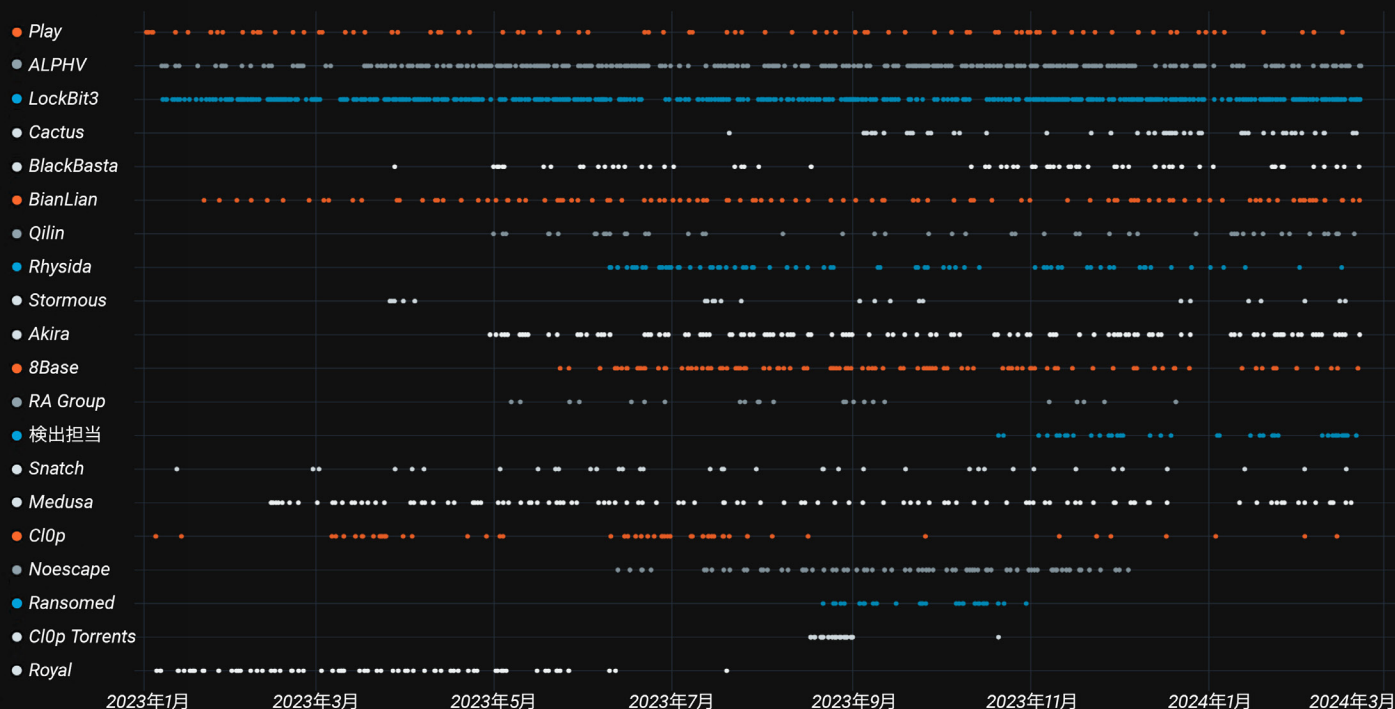 Play
ALPHV
LockBit3
Cactus
BlackBasta
BianLian
Qilin
Rhysida
Stormous
Akira
8Base
RA Group
検出担当
Snatch
Medusa
Cl0p
Noescape
Ransomed
Cl0p Torrents
Royal
2023年1月 2023年3月 2023年5月 2023年7月 2023年9月 2023年11月 2024年1月 2024年3月